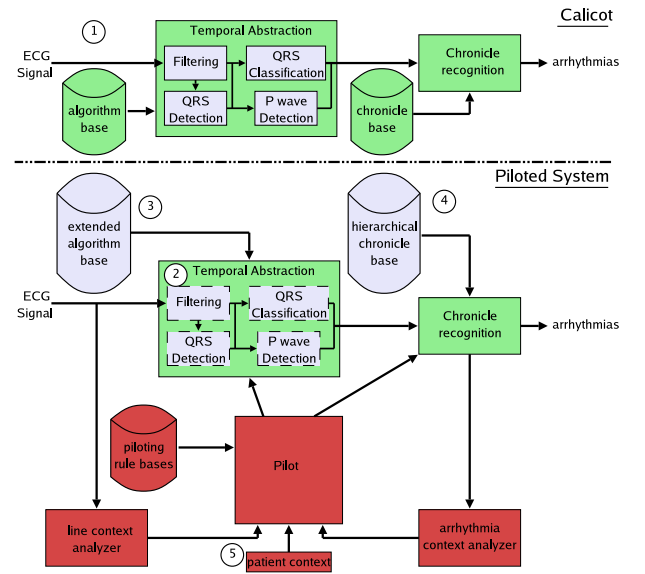 Calicot
1
Temporal Abstraction
ECG
Signal
Filtering
QRS
Classification
Chronicle
recognition
arrhythmias
algorithm
base
QRS
Detection
P wave
Detection
chronicle
base
Piloted System
3
4
extended
algorithm
base
hierarchical
chronicle
base
2
Temporal Abstraction
ECG
Signal
Filtering
QRS
Classification
Chronicle
recognition
arrhythmias
QRS
Detection
P wave
Detection
piloting
rule bases
Pilot
line context
analyzer
arrhythmia
context analyzer
5
patient context